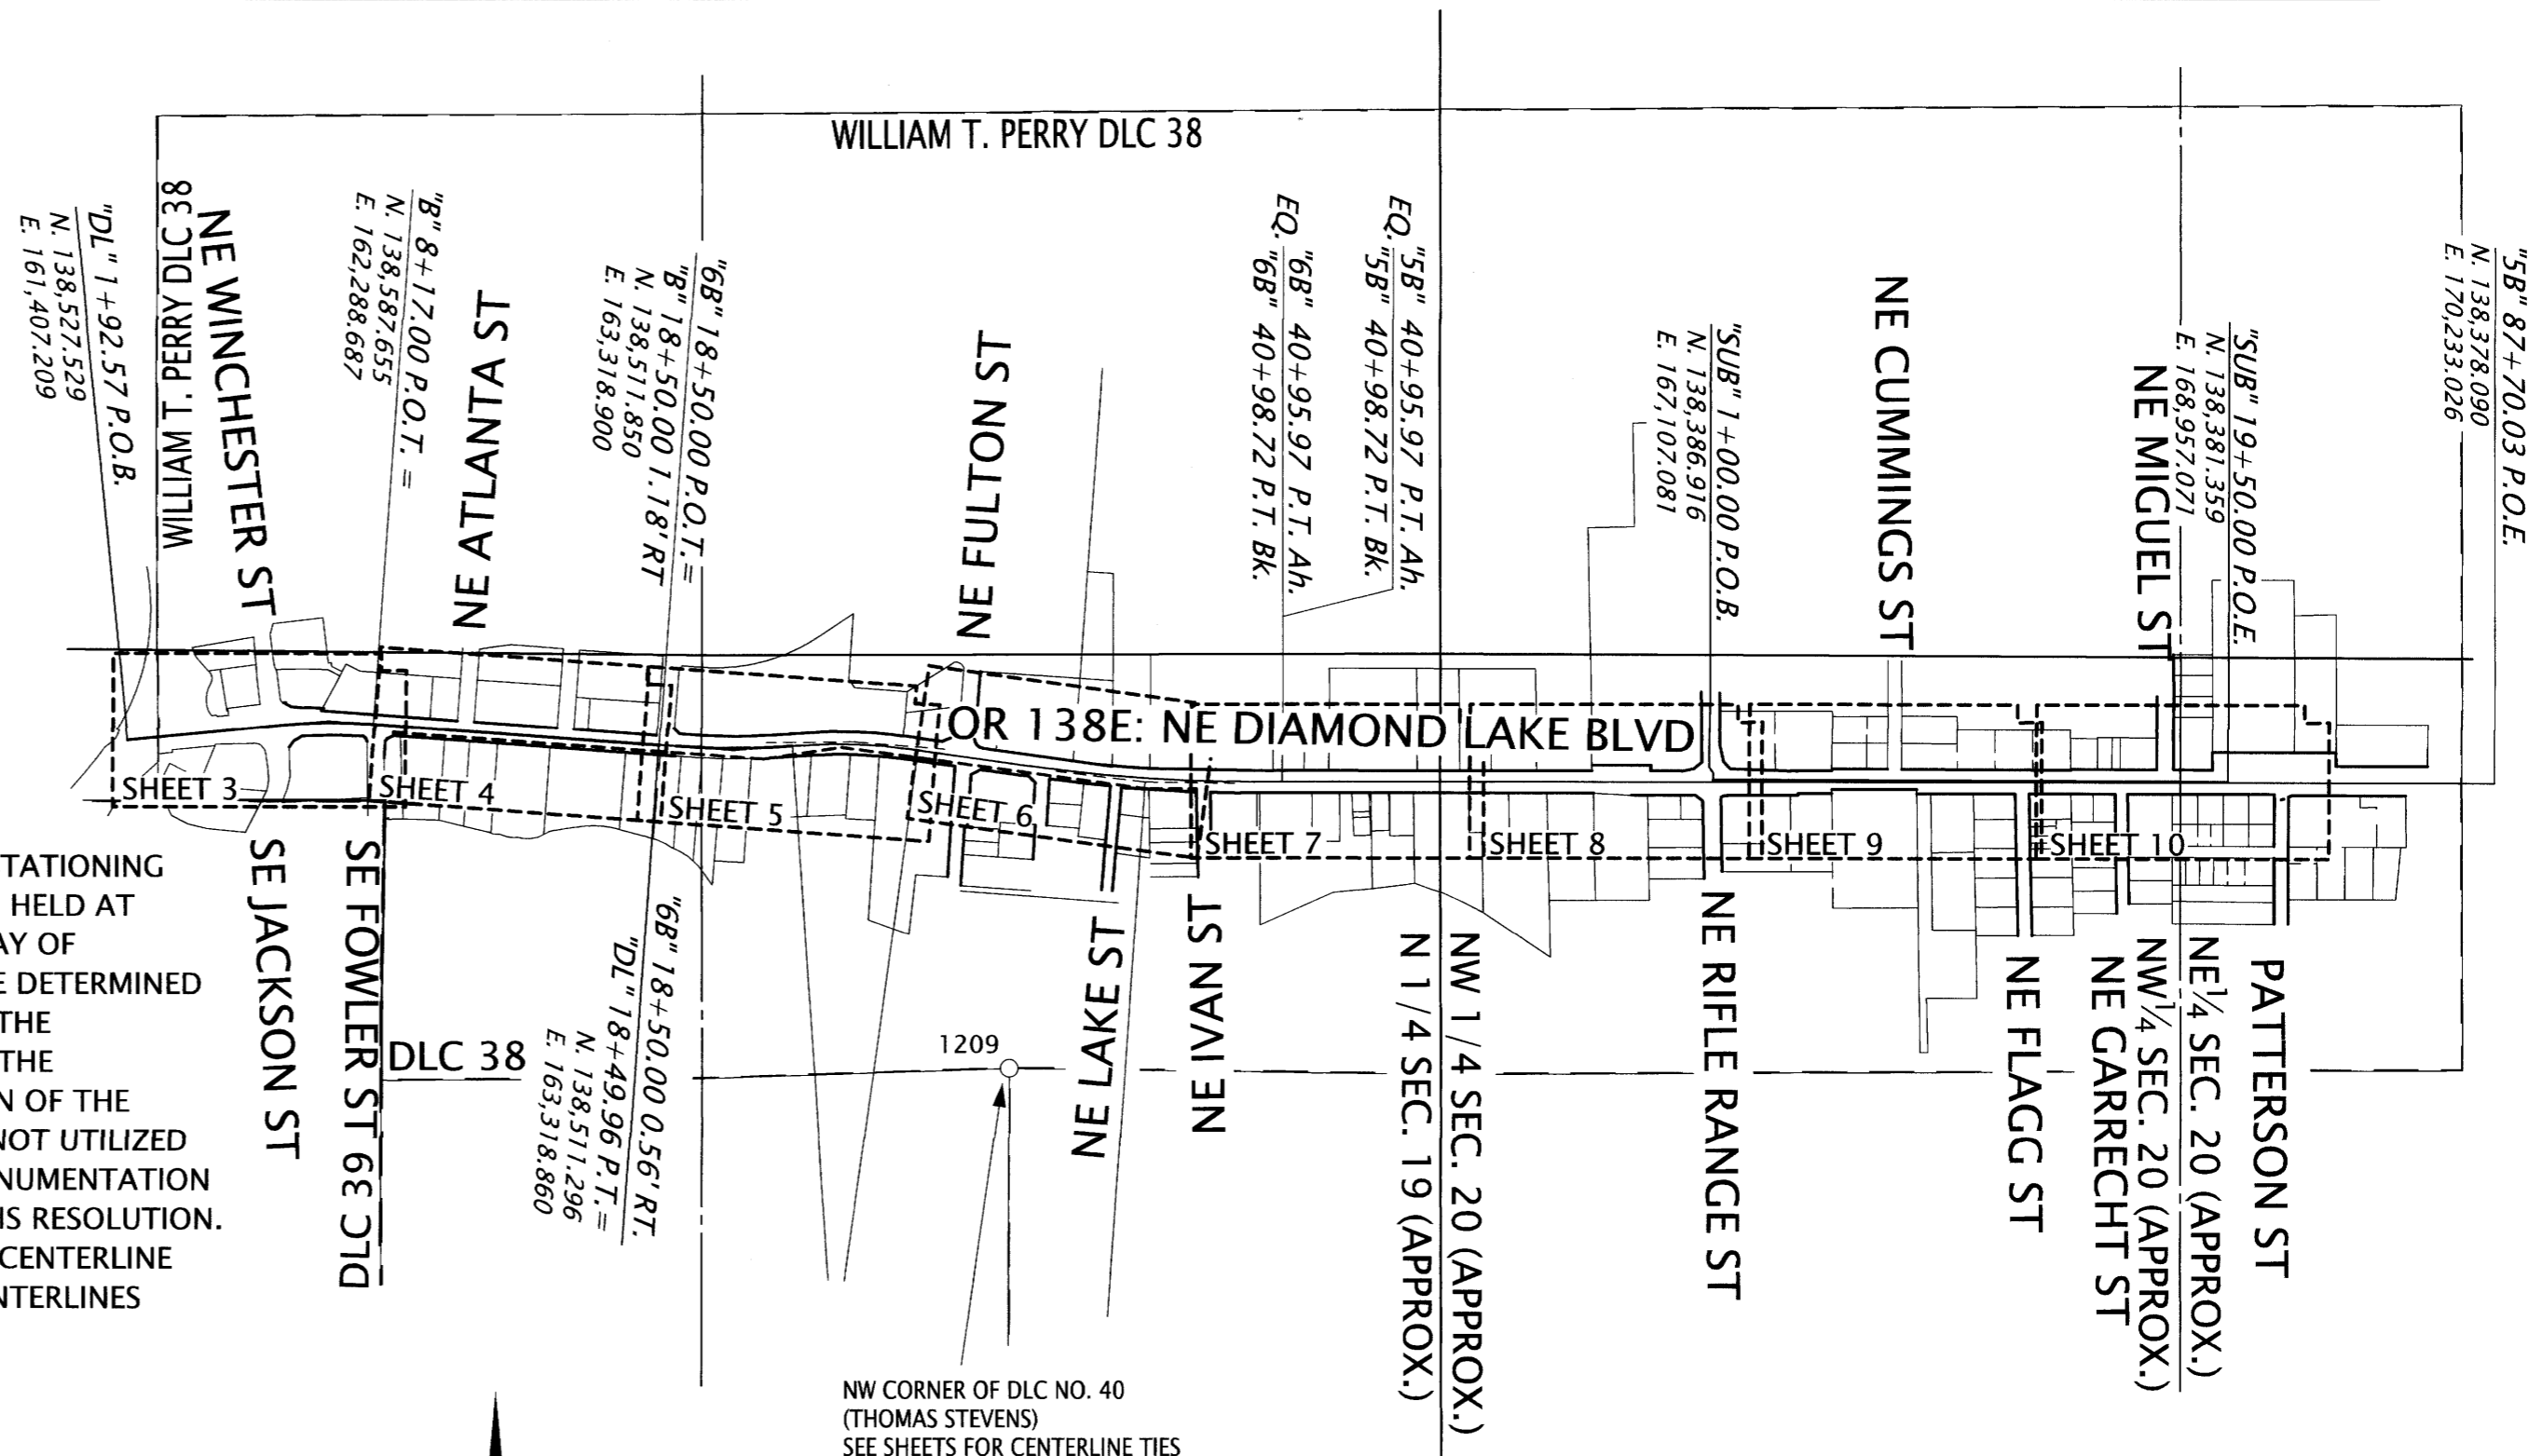 WILLIAM T. PERRY DLC 38
"DL" 1+92.57 P.O.B.
N. 138,527.529
E. 161,407.209
WILLIAM T. PERRY DLC 38
NE WINCHESTER ST
"B" 8+17.00 P.O.T. =
N. 138,587.655
E. 162,288.687
NE ATLANTA ST
"6B" 18+50.00 P.O.T. =
"B" 18+50.00 1.18' RT
N. 138,511.850
E. 163,318.900
NE FULTON ST
EQ. "6B" 40+95.97 P.T. Ah.
"6B" 40+98.72 P.T. Bk.
EQ. "5B" 40+95.97 P.T. Ah.
"5B" 40+98.72 P.T. Bk.
"SUB" 1+00.00 P.O.B.
N. 138,386.916
E. 167,107.081
NE CUMMINGS ST
NE MIGUEL ST
"SUB" 19+50.00 P.O.E.
N. 138,381.359
E. 168,957.071
"5B" 87+70.03 P.O.E.
N. 138,378.090
E. 170,233.026
OR 138E: NE DIAMOND LAKE BLVD
SHEET 3
SHEET 4
SHEET 5
SHEET 6
SHEET 7
SHEET 8
SHEET 9
SHEET 10
TATIONING
HELD AT
AY OF
E DETERMINED
THE
THE
N OF THE
NOT UTILIZED
NUMENTATION
IS RESOLUTION.
CENTERLINE
NTERLINES
SE JACKSON ST
SE FOWLER ST
DLC 39
DLC 38
"6B" 18+50.00 0.56' RT.
"DL" 18+49.96 P.T. =
N. 138,511.296
E. 163,318.860
1209
NE LAKE ST
NE IVAN ST
N 1/4 SEC. 19 (APPROX.)
NW 1/4 SEC. 20 (APPROX.)
NE RIFLE RANGE ST
NE FLAGG ST
NE GARRECHT ST
NW¼ SEC. 20 (APPROX.)
NE¼ SEC. 20 (APPROX.)
PATTERSON ST
NW CORNER OF DLC NO. 40
(THOMAS STEVENS)
SEE SHEETS FOR CENTERLINE TIES